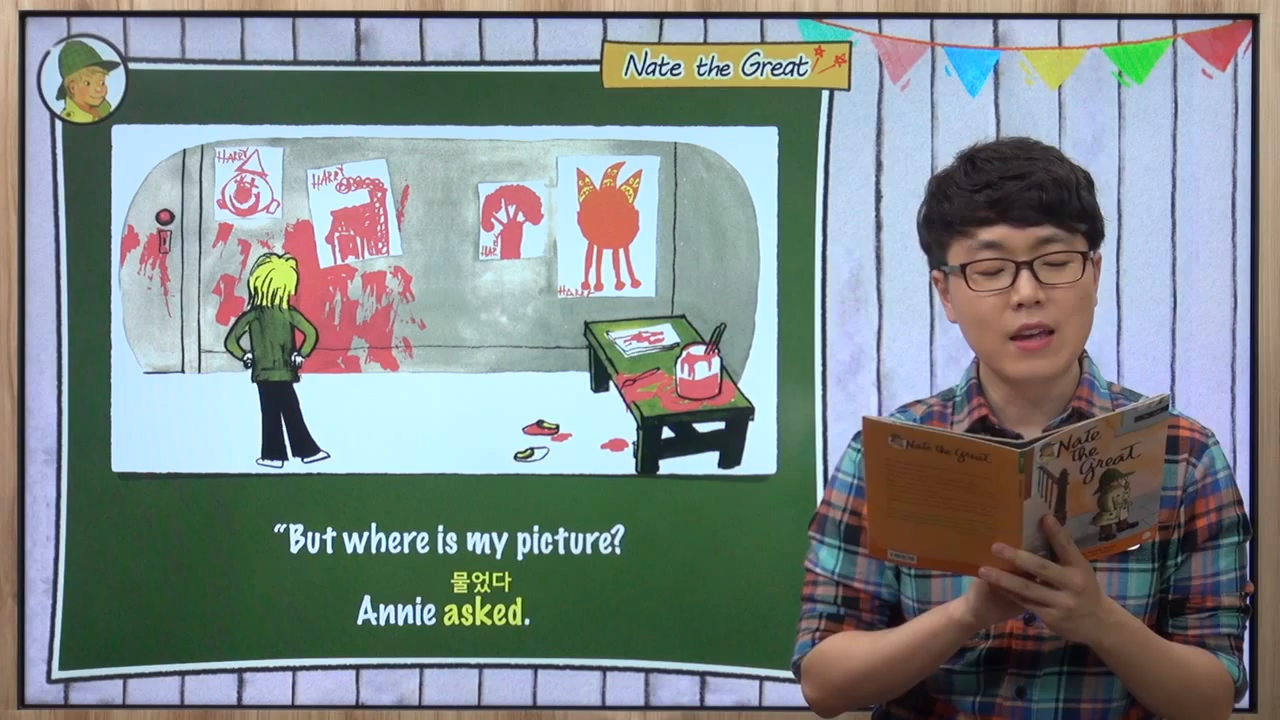 Nate the Great
HARRY
HARRY
HAR
HARRY
“But where is my picture?
물었다
Annie asked.
Nate the Great
Nate
the
Great